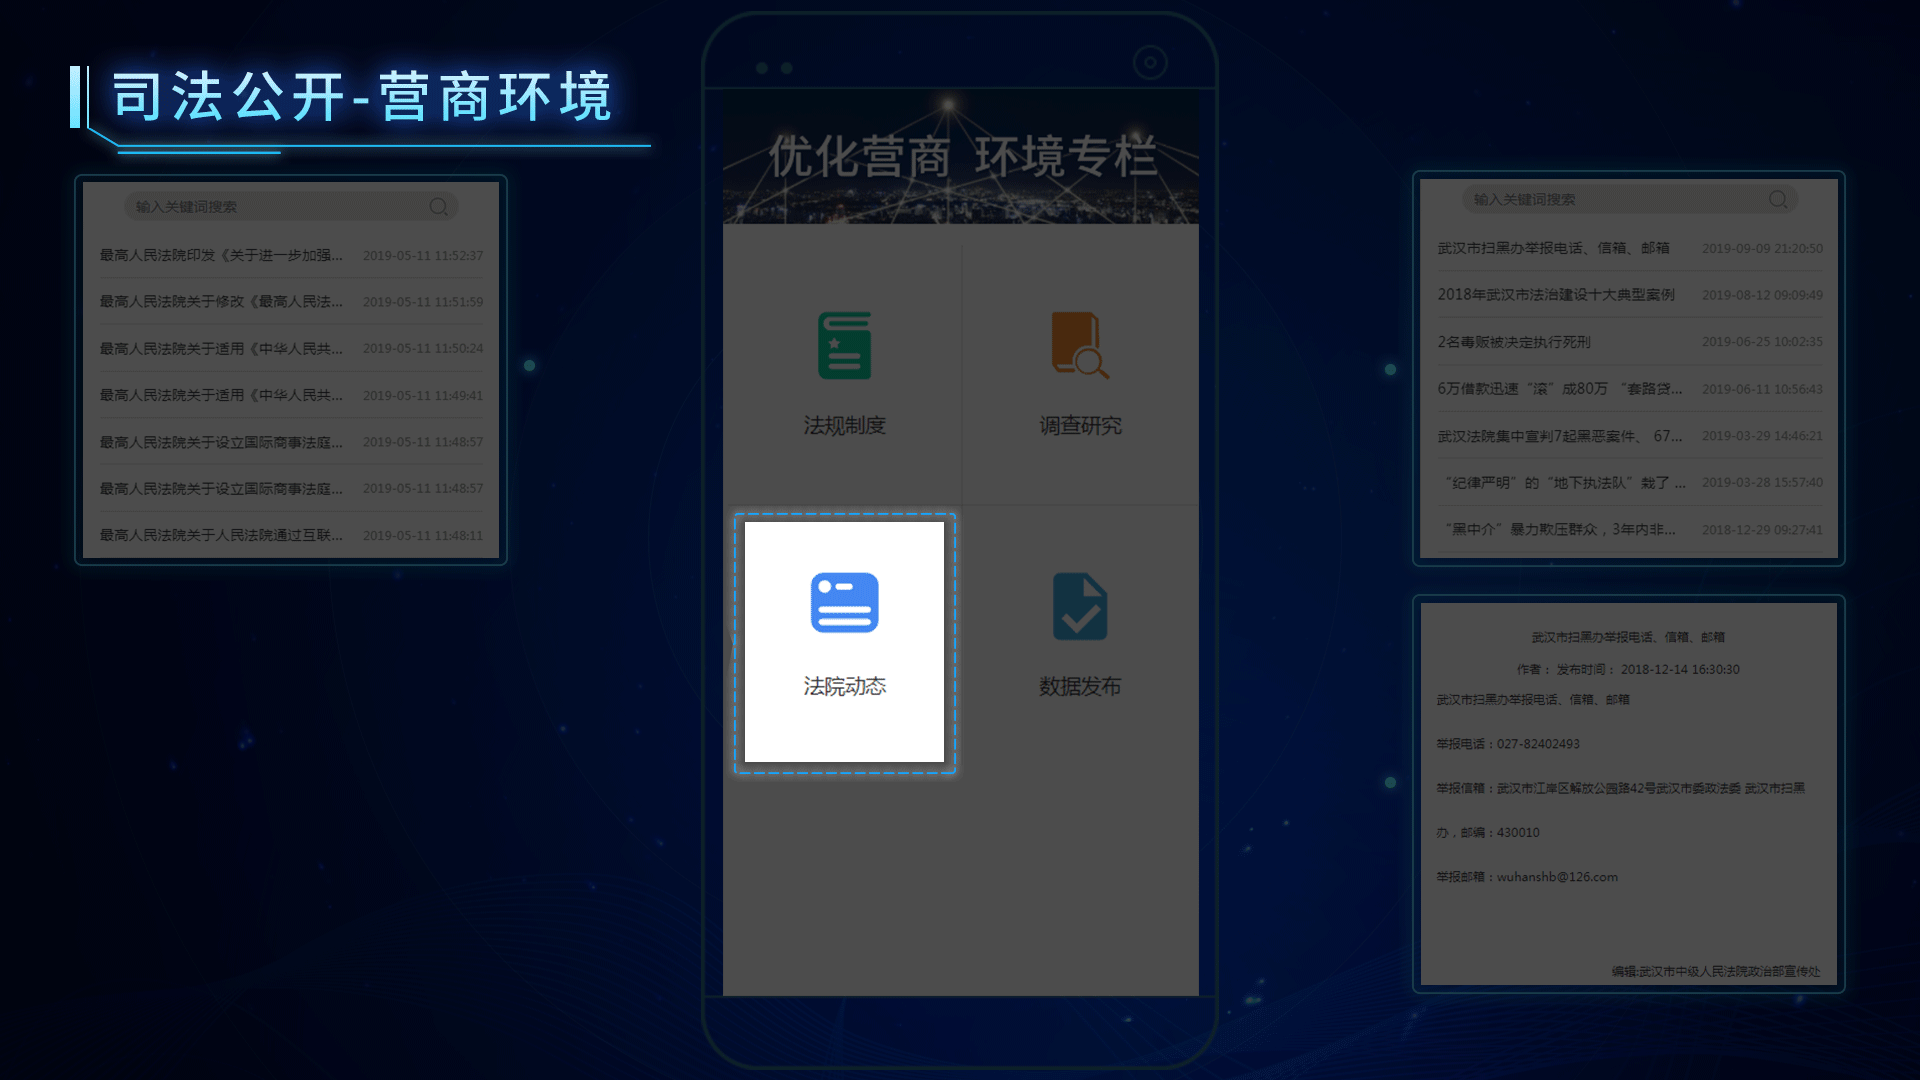 司法公开-营商环境
优化营商 环境专栏
输入关键词搜索
最高人民法院印发《关于进一步加强... 2019-05-11 11:52:37
最高人民法院关于修改《最高人民法... 2019-05-11 11:51:59
最高人民法院关于适用《中华人民共... 2019-05-11 11:50:24
最高人民法院关于适用《中华人民共... 2019-05-11 11:49:41
最高人民法院关于设立国际商事法庭... 2019-05-11 11:48:57
最高人民法院关于设立国际商事法庭... 2019-05-11 11:48:57
最高人民法院关于人民法院通过互联... 2019-05-11 11:48:11
法规制度
调查研究
法院动态
数据发布
输入关键词搜索
武汉市扫黑办举报电话、信箱、邮箱 2019-09-09 21:20:50
2018年武汉市法治建设十大典型案例 2019-08-12 09:09:49
2名毒贩被决定执行死刑 2019-06-25 10:02:35
6万借款迅速“滚”成80万 “套路贷... 2019-06-11 10:56:43
武汉法院集中宣判7起黑恶案件、 67... 2019-03-29 14:46:21
“纪律严明”的“地下执法队”栽了 ... 2019-03-28 15:57:40
“黑中介”暴力欺压群众，3年内非... 2018-12-29 09:27:41
武汉市扫黑办举报电话、信箱、邮箱
作者： 发布时间： 2018-12-14 16:30:30
武汉市扫黑办举报电话、信箱、邮箱
举报电话：027-82402493
举报信箱：武汉市江岸区解放公园路42号武汉市委政法委 武汉市扫黑
办，邮编：430010
举报邮箱：wuhanshb@126.com
编辑:武汉市中级人民法院政治部宣传处